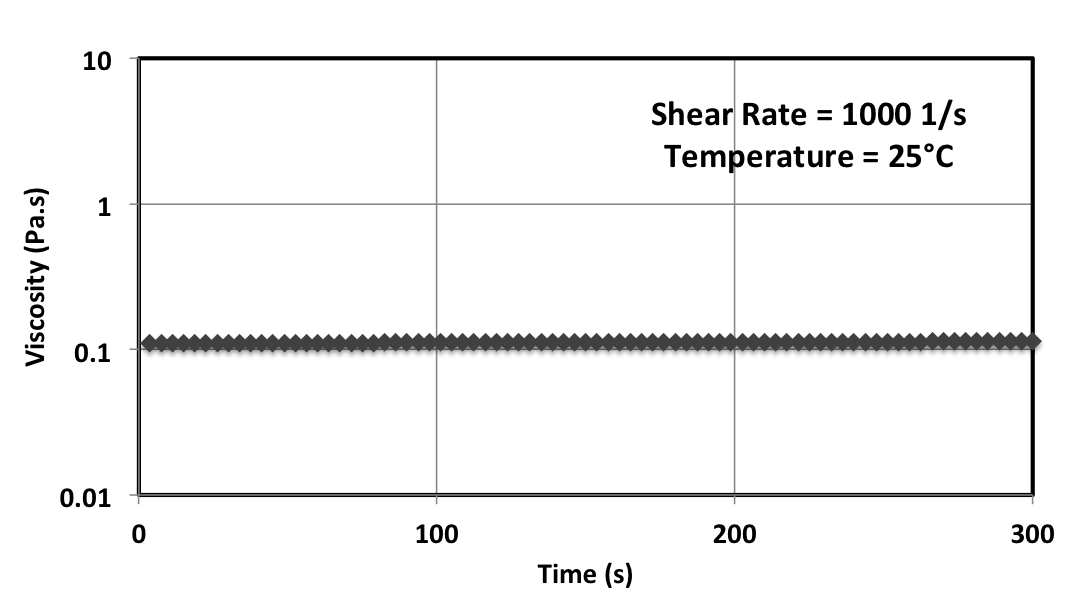 10
Shear Rate = 1000 1/s
Temperature = 25°C
1
Viscosity (Pa.s)
0.1
0.01
0 100 200 300
Time (s)